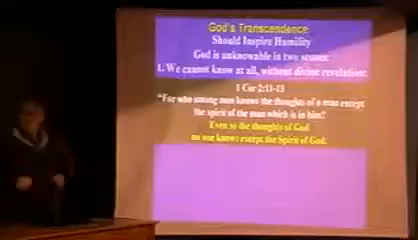 God's Transcendence
Should Inspire Humility
God is unknowable in two senses:
1. We cannot know at all, without divine revelation:
1 Cor 2:11-13
"For who among men knows the thoughts of a man except
the spirit of the man which is in him?
Even so the thoughts of God
no one knows except the Spirit of God.